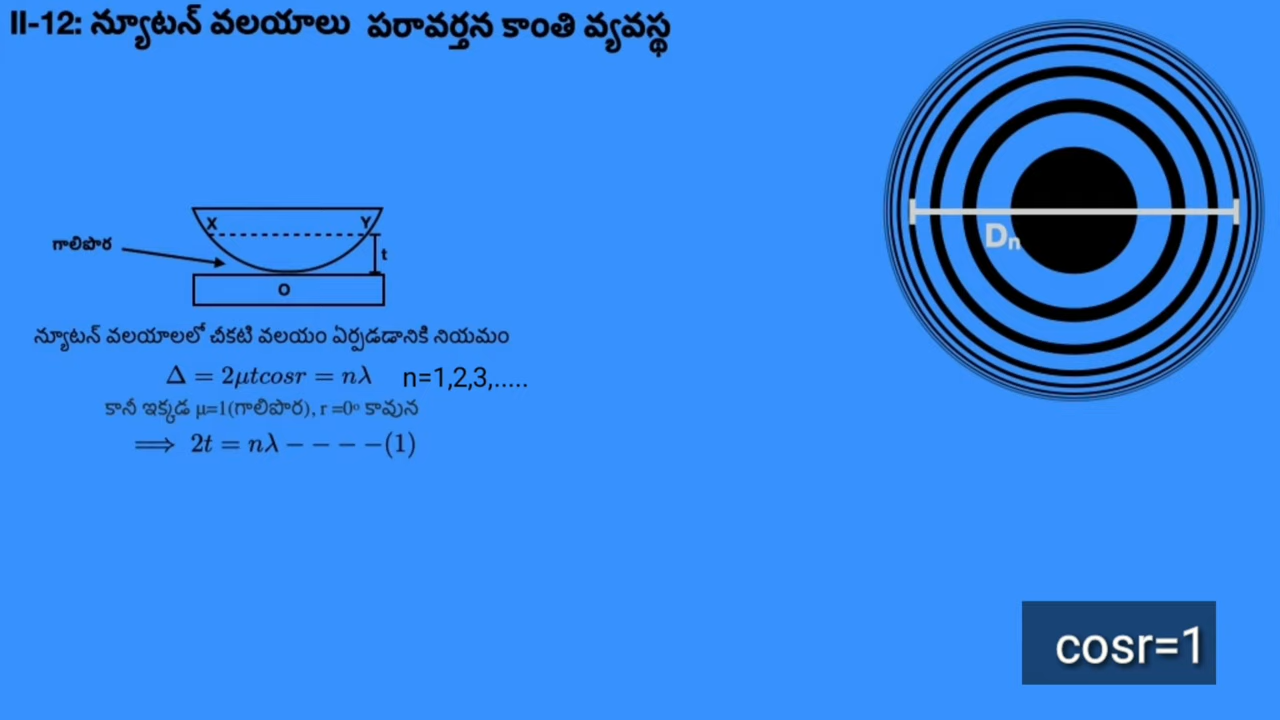 II-12: న్యూటన్ వలయాలు పరావర్తన కాంతి వ్యవస్థ
X Y
గాలిపొర
t
O
Dn
న్యూటన్ వలయాలలో చీకటి వలయం ఏర్పడడానికి నియమం
Δ = 2μtcosr = nλ n=1,2,3,.....
కానీ ఇక్కడ μ=1(గాలిపొర), r =0° కావున
⟹ 2t = nλ − − − −(1)
cosr=1